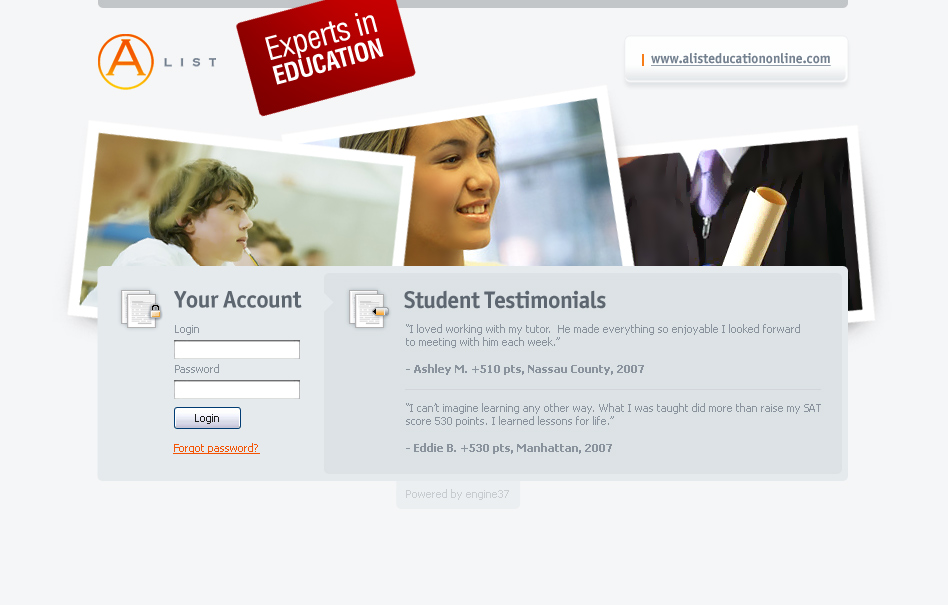 Experts in
EDUCATION
A LIST
www.alisteducationonline.com
Your Account
Login
Password
Login
Forgot password?
Student Testimonials
"I loved working with my tutor.  He made everything so enjoyable I looked forward
to meeting with him each week."
- Ashley M. +510 pts, Nassau County, 2007
"I can't imagine learning any other way. What I was taught did more than raise my SAT
score 530 points. I learned lessons for life."
- Eddie B. +530 pts, Manhattan, 2007
Powered by engine37